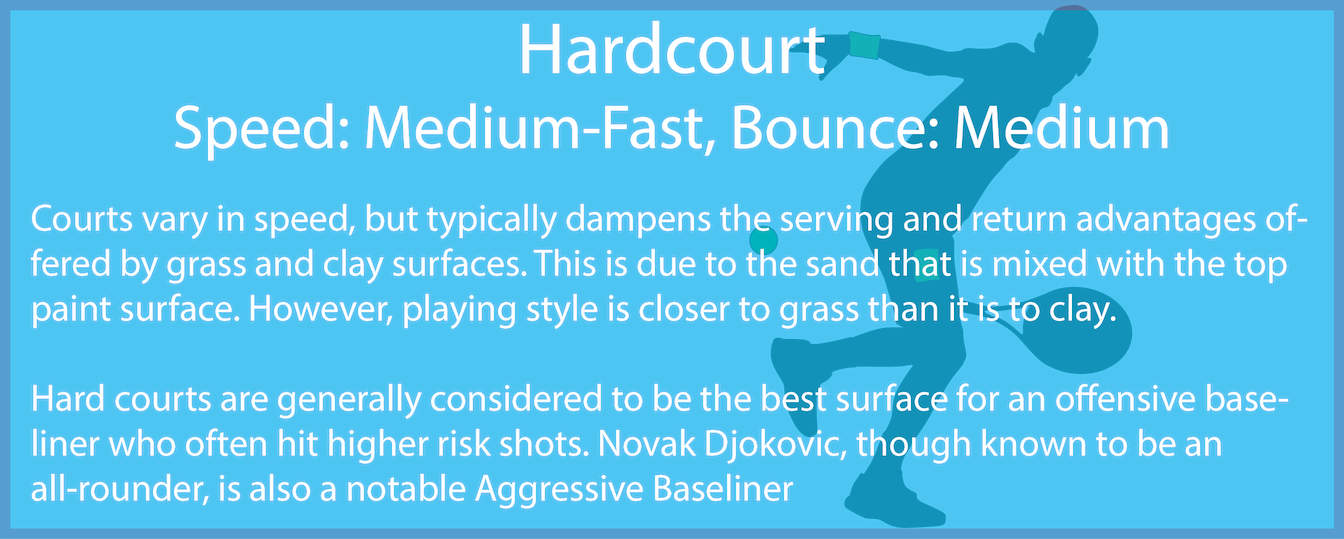 Hardcourt
Speed: Medium-Fast, Bounce: Medium
Courts vary in speed, but typically dampens the serving and return advantages of-
fered by grass and clay surfaces. This is due to the sand that is mixed with the top
paint surface. However, playing style is closer to grass than it is to clay.
Hard courts are generally considered to be the best surface for an offensive base-
liner who often hit higher risk shots. Novak Djokovic, though known to be an
all-rounder, is also a notable Aggressive Baseliner